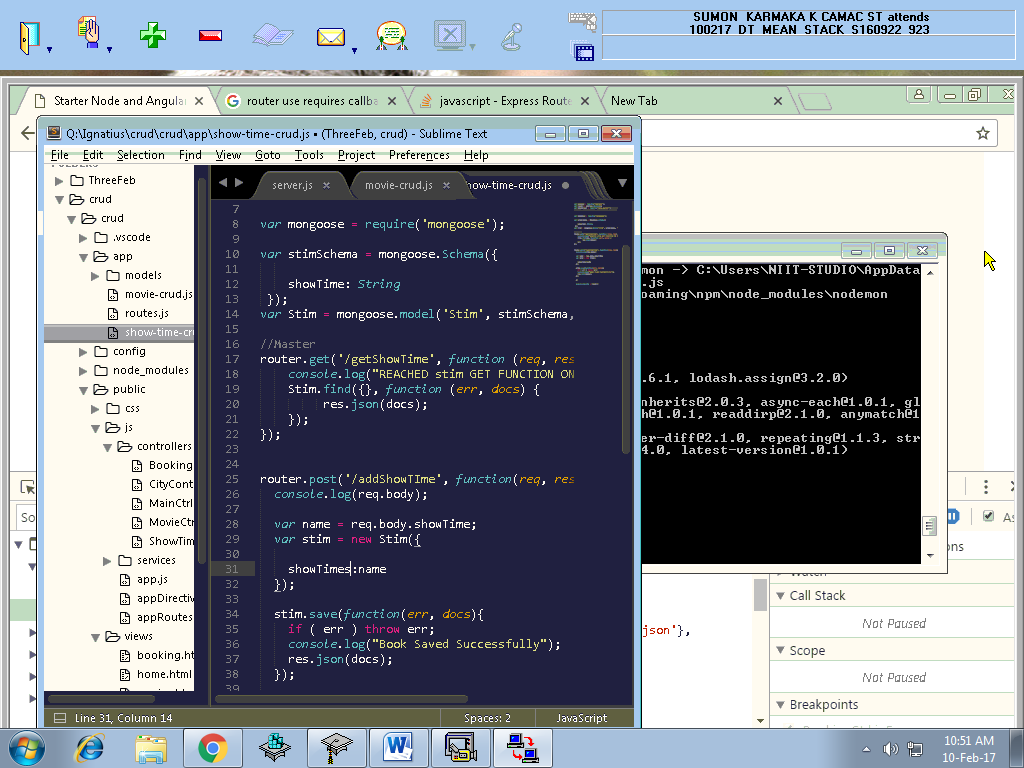 SUMON KARMAKA K CAMAC ST attends
100217_DT_MEAN_STACK_S160922_923
Starter Node and Angula
router use requires callba
javascript - Express Route
New Tab
Q:\Ignatius\crud\crud\app\show-time-crud.js • (ThreeFeb, crud) - Sublime Text
File Edit Selection Find View Goto Tools Project Preferences Help
FOLDERS
ThreeFeb
crud
crud
.vscode
app
models
movie-crud.js
routes.js
show-time-cru
config
node_modules
public
css
js
controllers
Booking
CityCont
MainCtrl
MovieCtr
ShowTim
services
app.js
appDirectiv
appRoutes
views
booking.ht
home.html
server.js
movie-crud.js
how-time-crud.js
7
8 var mongoose = require('mongoose');
9
10 var stimSchema = mongoose.Schema({
11
12 showTime: String
13 });
14 var Stim = mongoose.model('Stim', stimSchema,
15
16 //Master
17 router.get('/getShowTime', function (req, res
18 console.log("REACHED stim GET FUNCTION ON
19 Stim.find({}, function (err, docs) {
20 res.json(docs);
21 });
22 });
23
24
25 router.post('/addShowTIme', function(req, res
26 console.log(req.body);
27
28 var name = req.body.showTime;
29 var stim = new Stim({
30
31 showTimes:name
32 });
33
34 stim.save(function(err, docs){
35 if ( err ) throw err;
36 console.log("Book Saved Successfully");
37 res.json(docs);
38 });
39
Line 31, Column 14
Spaces: 2
JavaScript
mon -> C:\Users\NIIT-STUDIO\AppData
.js
oaming\npm\node_modules\nodemon
.6.1, lodash.assign@3.2.0)
nherits@2.0.3, async-each@1.0.1, gl
h@1.0.1, readdirp@2.1.0, anymatch@1
er-diff@2.1.0, repeating@1.1.3, str
4.0, latest-version@1.0.1)
So
As
ons
Watch
Call Stack
Not Paused
Scope
Not Paused
Breakpoints
json'},
10:51 AM
10-Feb-17